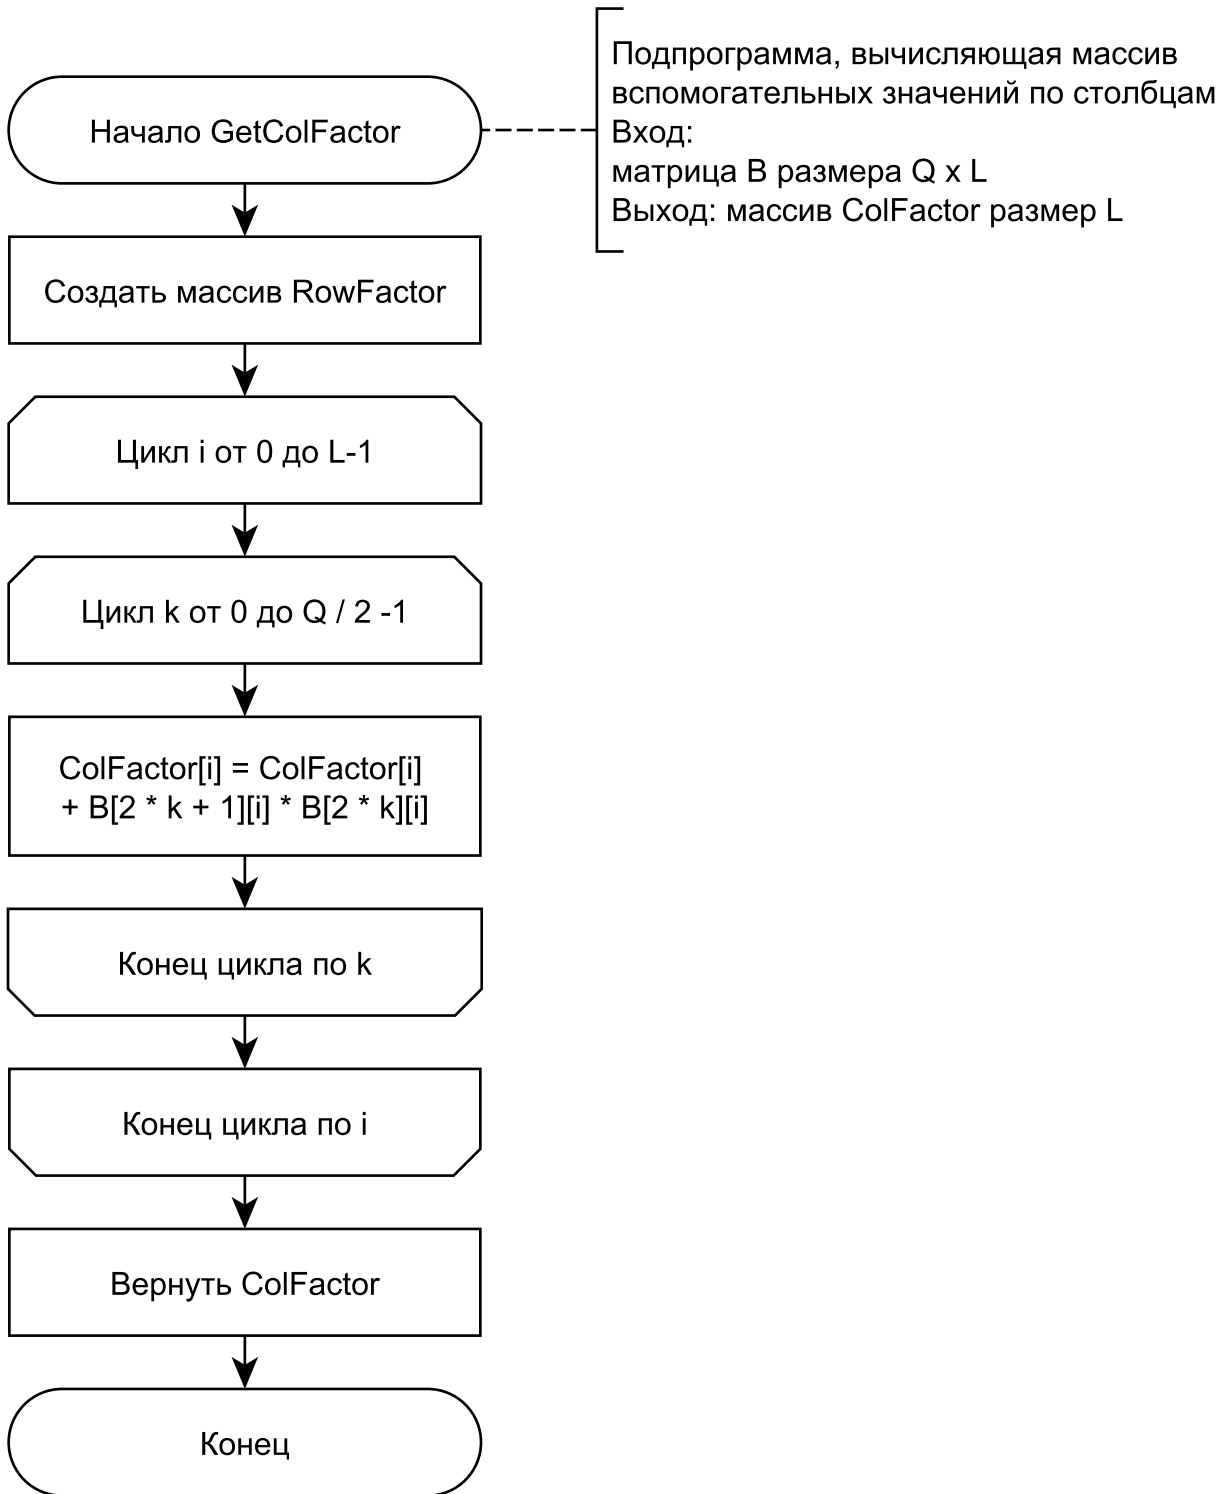 Подпрограмма, вычисляющая массив
вспомогательных значений по столбцам
Вход:
матрица B размера Q x L
Выход: массив ColFactor размер L
Начало GetColFactor
Создать массив RowFactor
Цикл i от 0 до L-1
Цикл k от 0 до Q / 2 -1
ColFactor[i] = ColFactor[i]
+ B[2 * k + 1][i] * B[2 * k][i]
Конец цикла по k
Конец цикла по i
Вернуть ColFactor
Конец